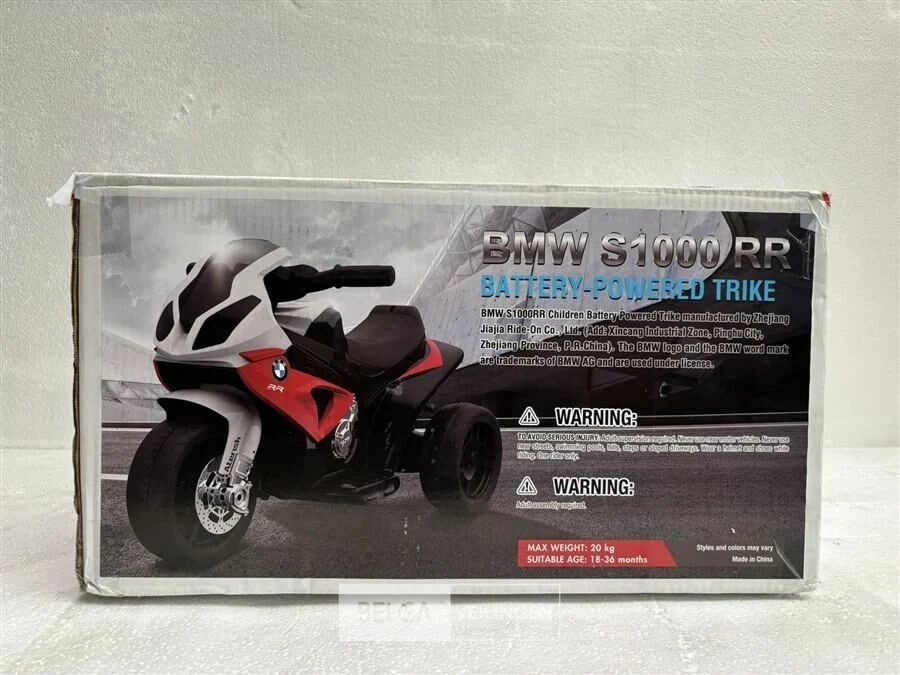 BMW S1000 RR
BATTERY-POWERED TRIKE
BMW S1000RR Children Battery Powered Trike manufactured by Zhejiang
Jiajia Ride-On Co., Ltd. (Add: Xincang Industrial Zone, Pinghu City,
Zhejiang Province, P.R.China). The BMW logo and the BMW word mark
are trademarks of BMW AG and are used under license.
WARNING:
TO AVOID SERIOUS INJURY: Adult supervision required. Never use near motor vehicles. Never use
near streets, swimming pools, hills, steps or sloped driveways. Wear a helmet and shoes while
riding. One rider only.
WARNING:
Adult assembly required.
MAX WEIGHT: 20 kg
SUITABLE AGE: 18-36 months
Styles and colors may vary
Made in China
BMW
RR
BELGA VEILINGEN